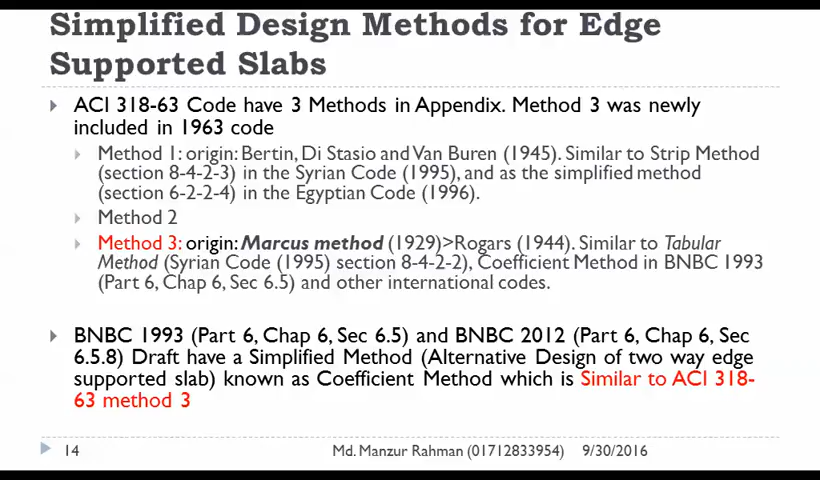 Simplified Design Methods for Edge
Supported Slabs
ACI 318-63 Code have 3 Methods in Appendix. Method 3 was newly
included in 1963 code
Method 1: origin: Bertin, Di Stasio and Van Buren (1945). Similar to Strip Method
(section 8-4-2-3) in the Syrian Code (1995), and as the simplified method
(section 6-2-2-4) in the Egyptian Code (1996).
Method 2
Method 3: origin: Marcus method (1929)>Rogars (1944). Similar to Tabular
Method (Syrian Code (1995) section 8-4-2-2), Coefficient Method in BNBC 1993
(Part 6, Chap 6, Sec 6.5) and other international codes.
BNBC 1993 (Part 6, Chap 6, Sec 6.5) and BNBC 2012 (Part 6, Chap 6, Sec
6.5.8) Draft have a Simplified Method (Alternative Design of two way edge
supported slab) known as Coefficient Method which is Similar to ACI 318-
63 method 3
14 Md. Manzur Rahman (01712833954) 9/30/2016